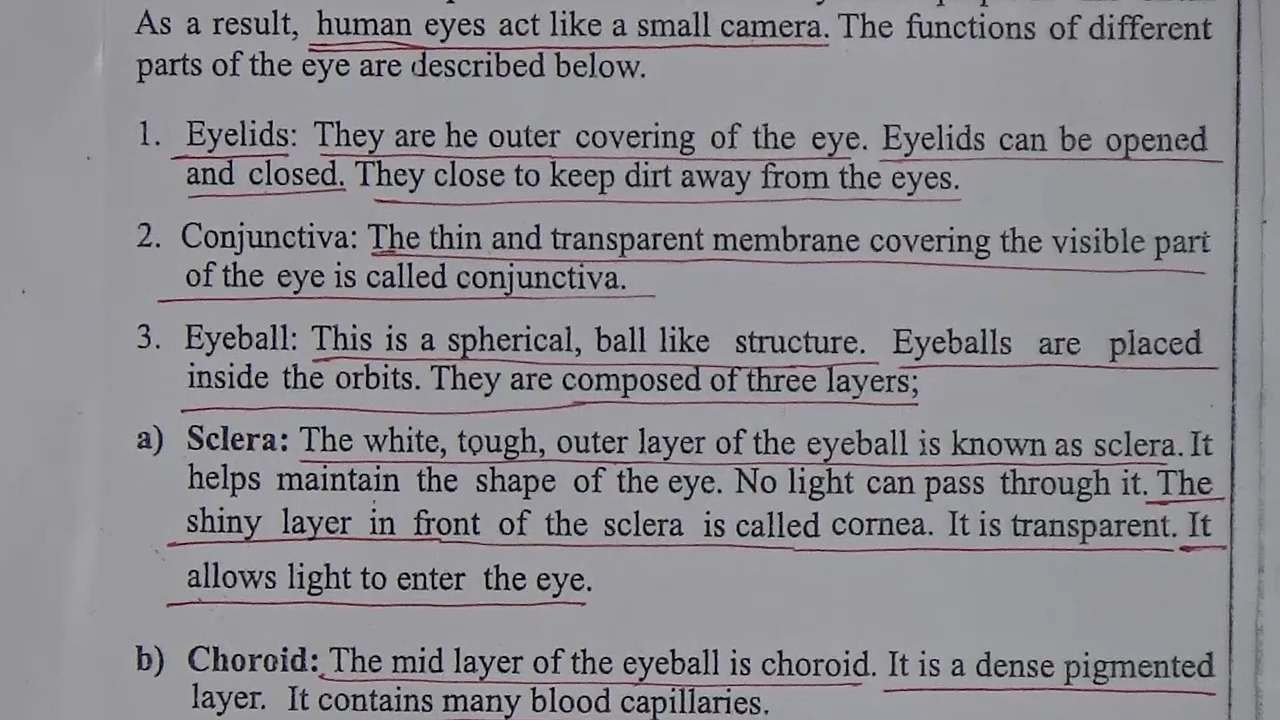 As a result, human eyes act like a small camera. The functions of different
parts of the eye are described below.
1. Eyelids: They are he outer covering of the eye. Eyelids can be opened
and closed. They close to keep dirt away from the eyes.
2. Conjunctiva: The thin and transparent membrane covering the visible part
of the eye is called conjunctiva.
3. Eyeball: This is a spherical, ball like structure. Eyeballs are placed
inside the orbits. They are composed of three layers;
a) Sclera: The white, tough, outer layer of the eyeball is known as sclera. It
helps maintain the shape of the eye. No light can pass through it. The
shiny layer in front of the sclera is called cornea. It is transparent. It
allows light to enter the eye.
b) Choroid: The mid layer of the eyeball is choroid. It is a dense pigmented
layer. It contains many blood capillaries.